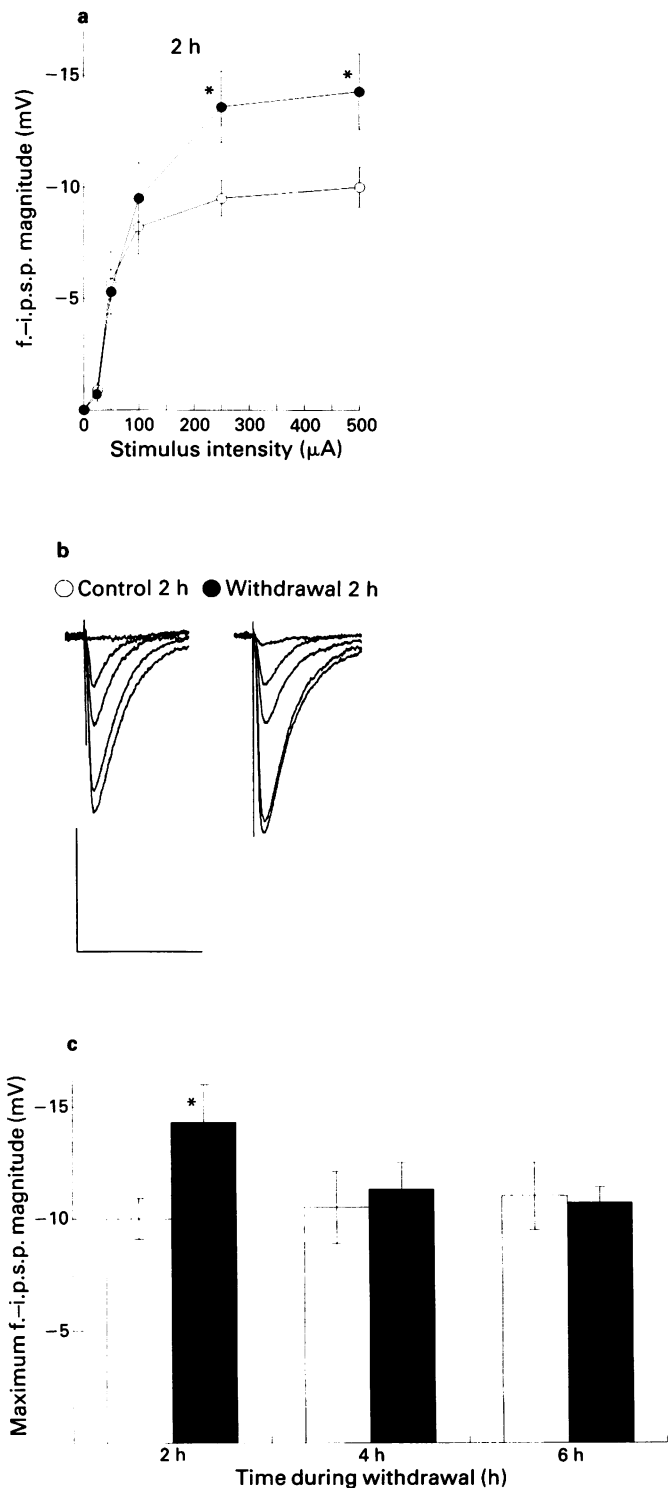 a
2 h
*
*
−15
−10
−5
f.–i.p.s.p. magnitude (mV)
0 100 200 300 400 500
Stimulus intensity (μA)
b
Control 2 h Withdrawal 2 h
c
*
−15
−10
−5
Maximum f.–i.p.s.p. magnitude (mV)
2 h 4 h 6 h
Time during withdrawal (h)